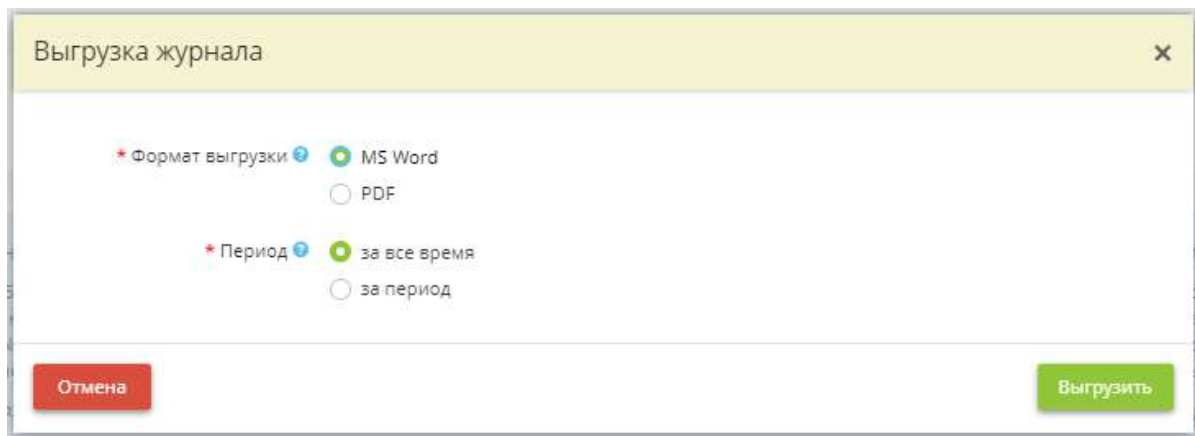 Выгрузка журнала ×
* Формат выгрузки ? MS Word
PDF
* Период ? за все время
за период
Отмена Выгрузить